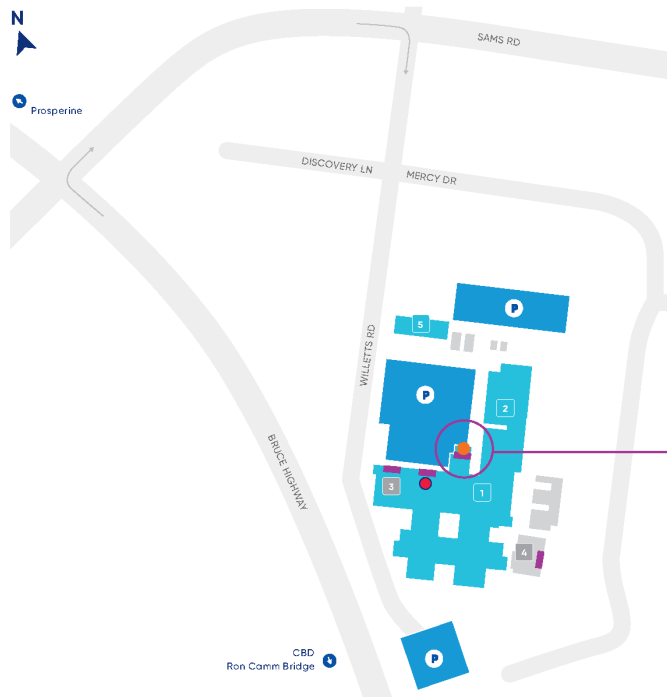 N
SAMS RD
Prosperine
DISCOVERY LN
MERCY DR
P
5
WILLETTS RD
P
2
BRUCE HIGHWAY
3
1
4
CBD
Ron Camm Bridge
P